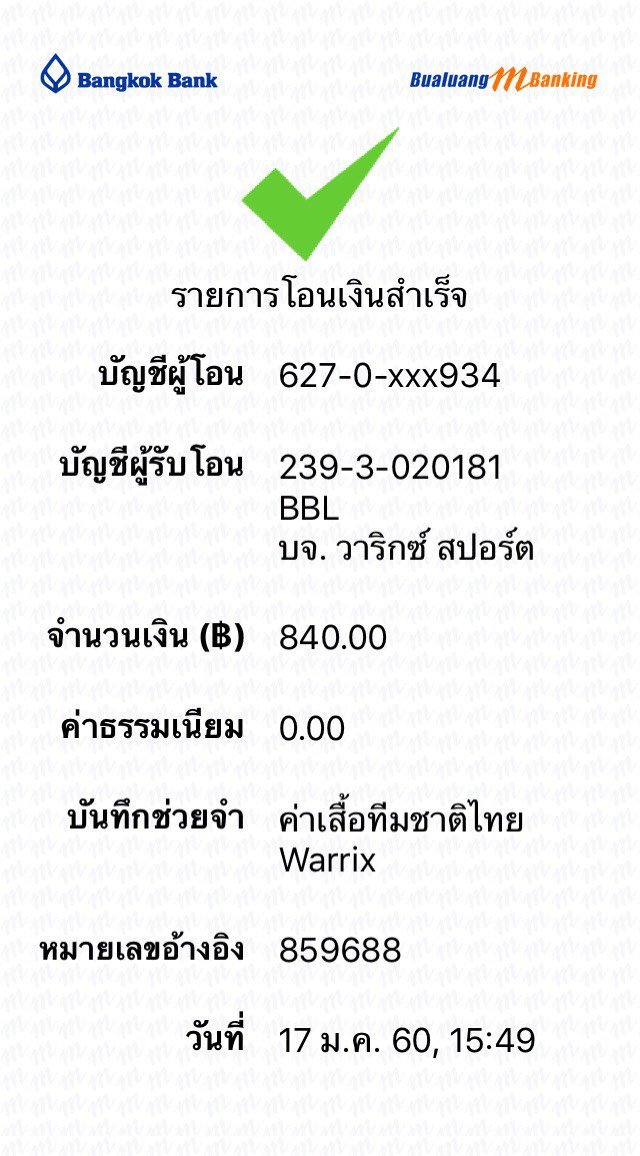 Bangkok Bank
Bualuang mBanking
รายการโอนเงินสำเร็จ
บัญชีผู้โอน 627-0-xxx934
บัญชีผู้รับโอน 239-3-020181
BBL
บจ. วาริกซ์ สปอร์ต
จำนวนเงิน (฿) 840.00
ค่าธรรมเนียม 0.00
บันทึกช่วยจำ ค่าเสื้อทีมชาติไทย
Warrix
หมายเลขอ้างอิง 859688
วันที่ 17 ม.ค. 60, 15:49